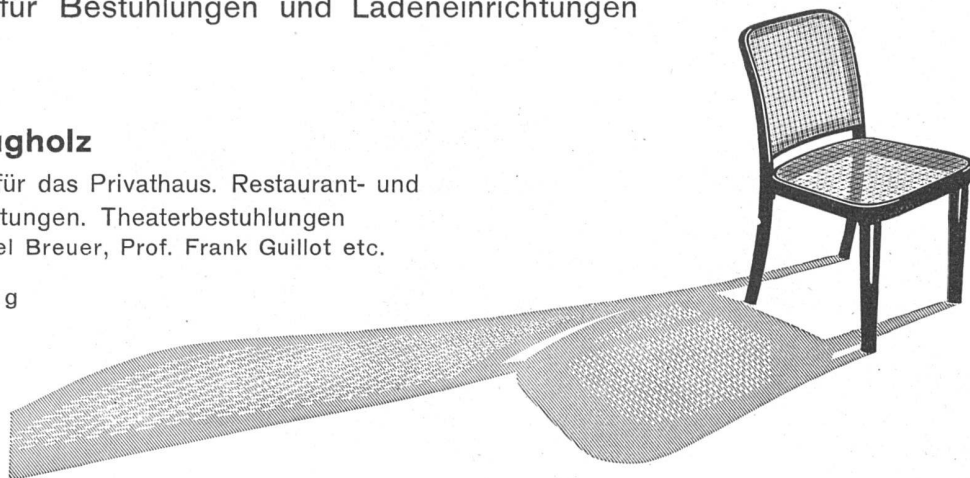 für Bestuhlungen und Ladeneinrichtungen
gholz
für das Privathaus. Restaurant- und
tungen. Theaterbestuhlungen
el Breuer, Prof. Frank Guillot etc.
g